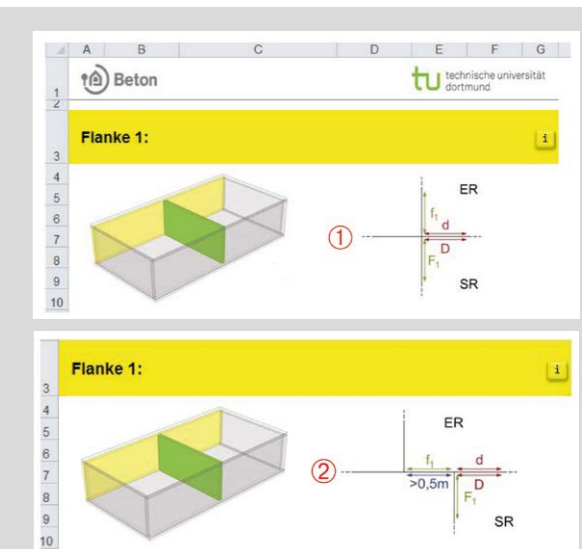 A B C D E F G
Beton
technische universität
dortmund
1
2
Flanke 1:
i
3
4
5
6
7
8
9
10
ER
f1
d
①
D
F1
SR
Flanke 1:
i
3
4
5
6
7
8
9
10
ER
f1
d
②
>0,5m
D
F1
SR